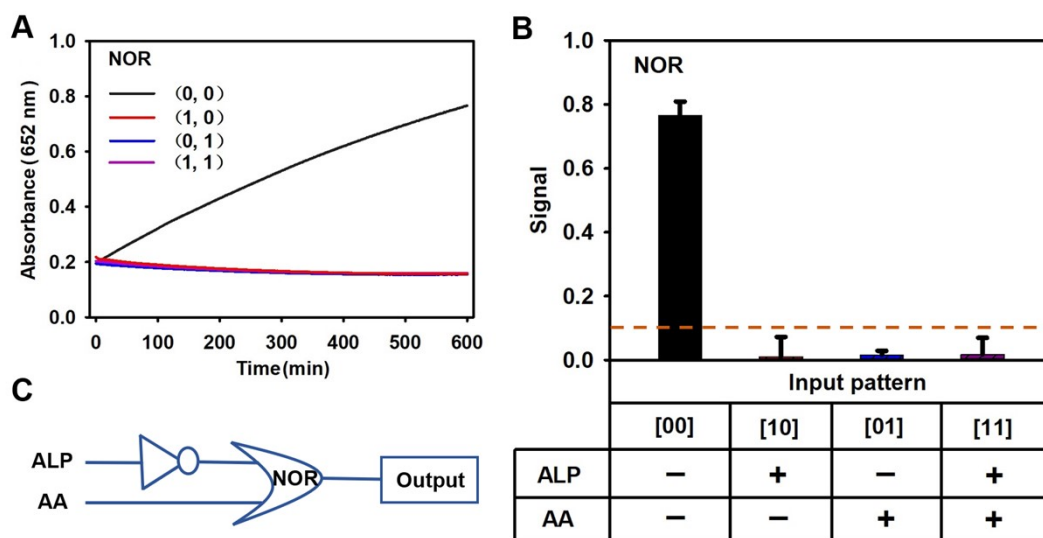 A
1.0
0.8
0.6
0.4
0.2
0.0
Absorbance ( 652 nm )
NOR
(0, 0)
(1, 0)
(0, 1)
(1, 1)
0 100 200 300 400 500 600
Time (min)
B
1.0
0.8
0.6
0.4
0.2
0.0
Signal
NOR
Input pattern
[00] [10] [01] [11]
ALP − + − +
AA − − + +
C
ALP
AA
NOR
Output